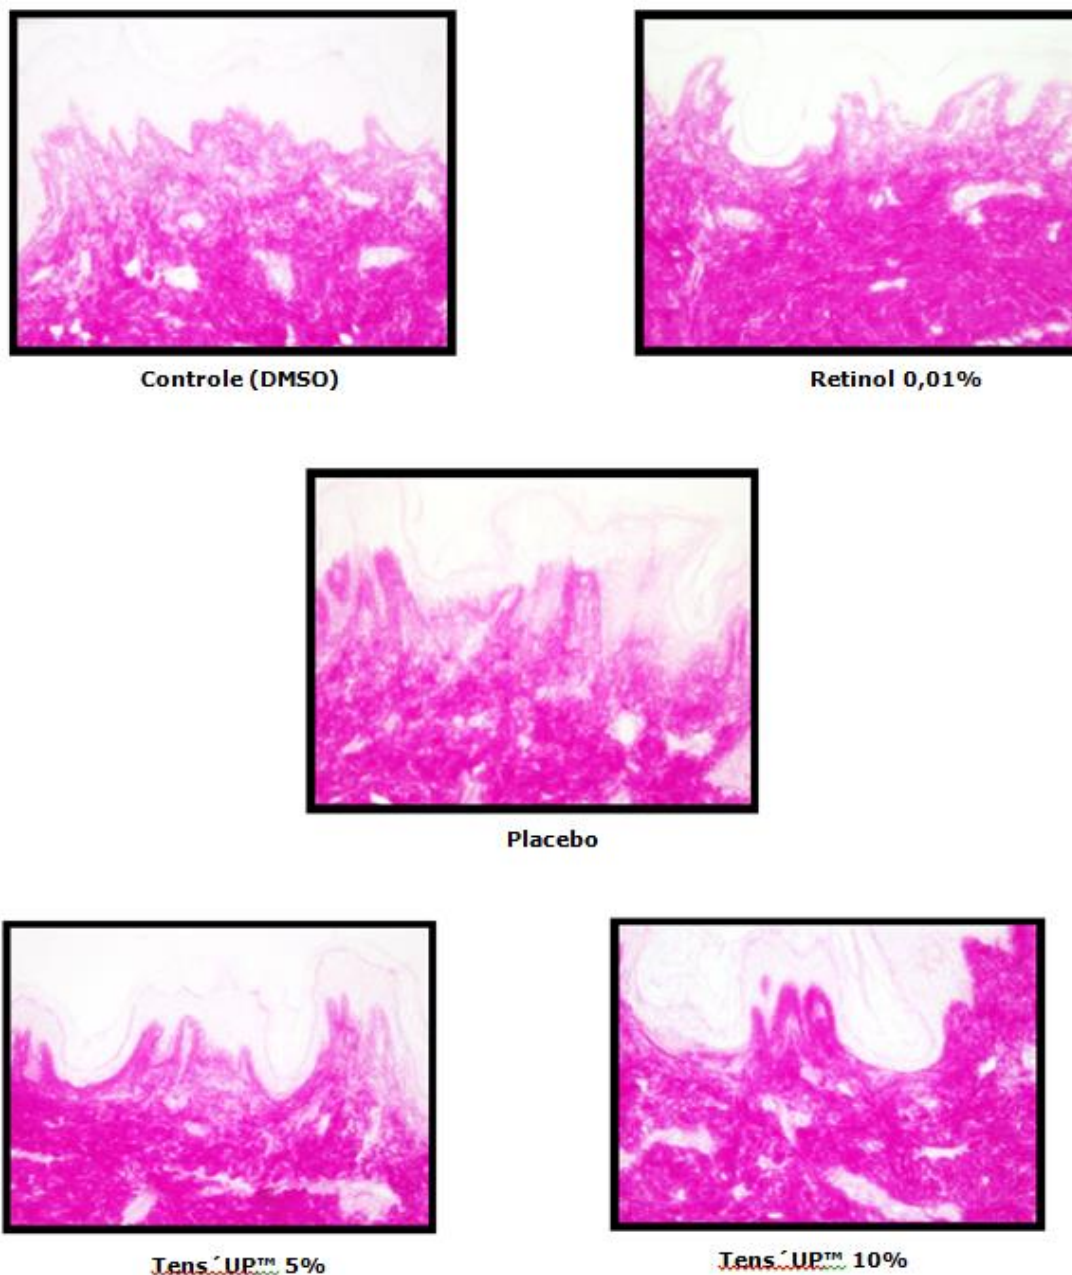 Controle (DMSO)
Retinol 0,01%
Placebo
Tens´UP™ 5%
Tens´UP™ 10%